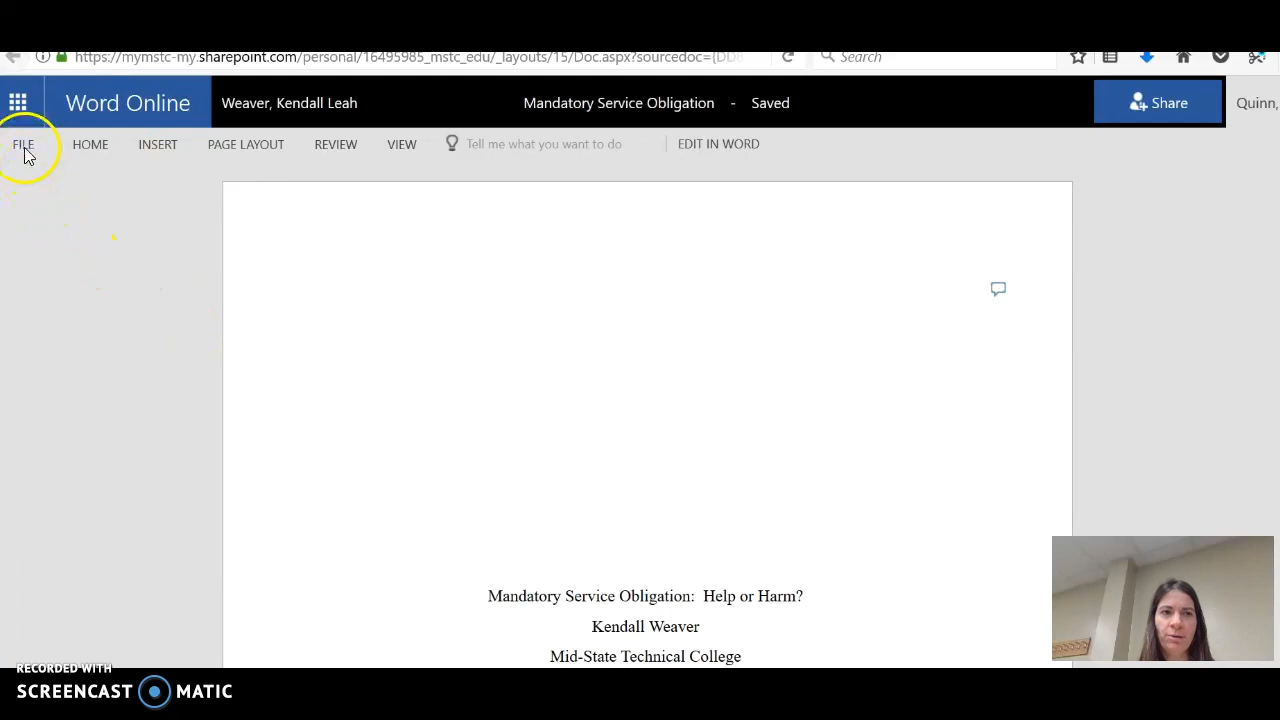 https://mymstc-my.sharepoint.com/personal/16495985_mstc_edu/_layouts/15/Doc.aspx?sourcedoc={DD
Search
Word Online
Weaver, Kendall Leah
Mandatory Service Obligation - Saved
Share
Quinn,
FILE
HOME
INSERT
PAGE LAYOUT
REVIEW
VIEW
Tell me what you want to do
EDIT IN WORD
Mandatory Service Obligation: Help or Harm?
Kendall Weaver
Mid-State Technical College
RECORDED WITH
SCREENCAST MATIC